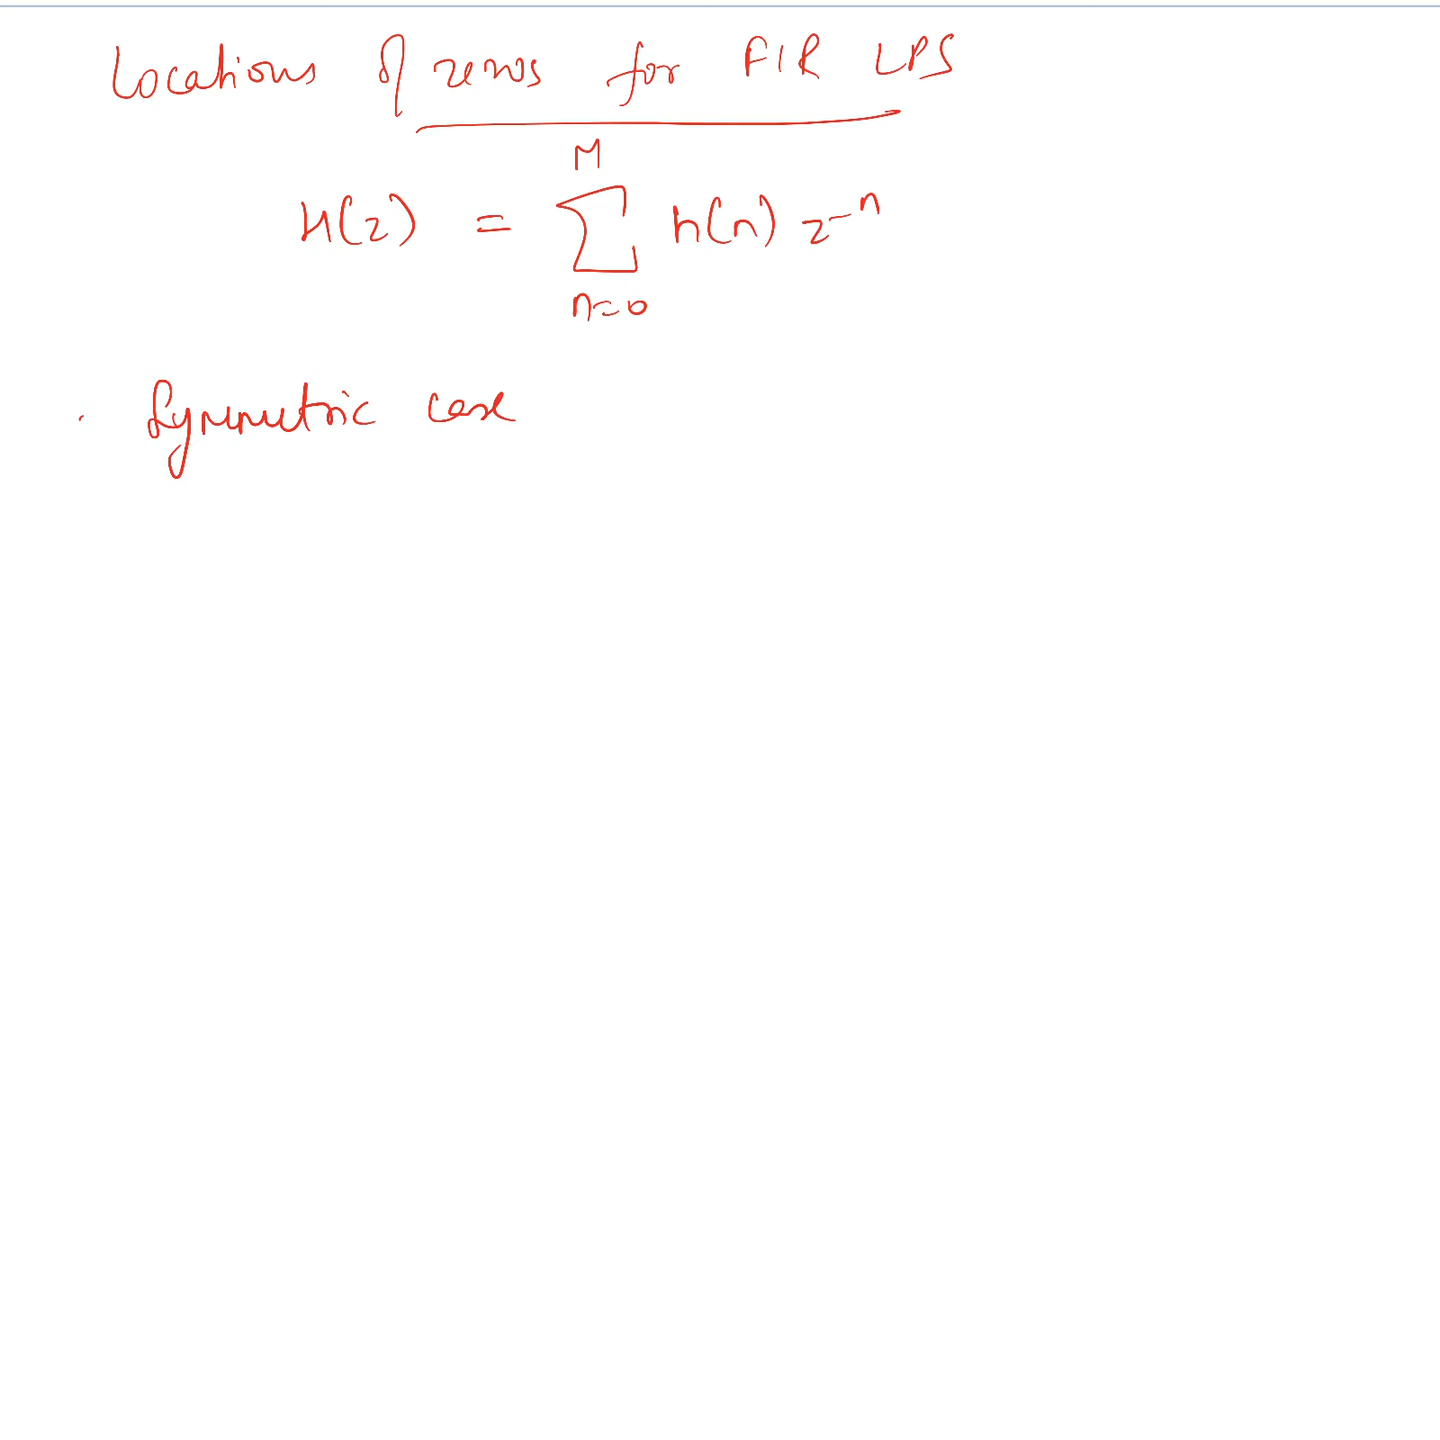 Locations of zeros for FIR LPS
M
H(z) = ∑ h(n) z^-n
n=0
· Symmetric case